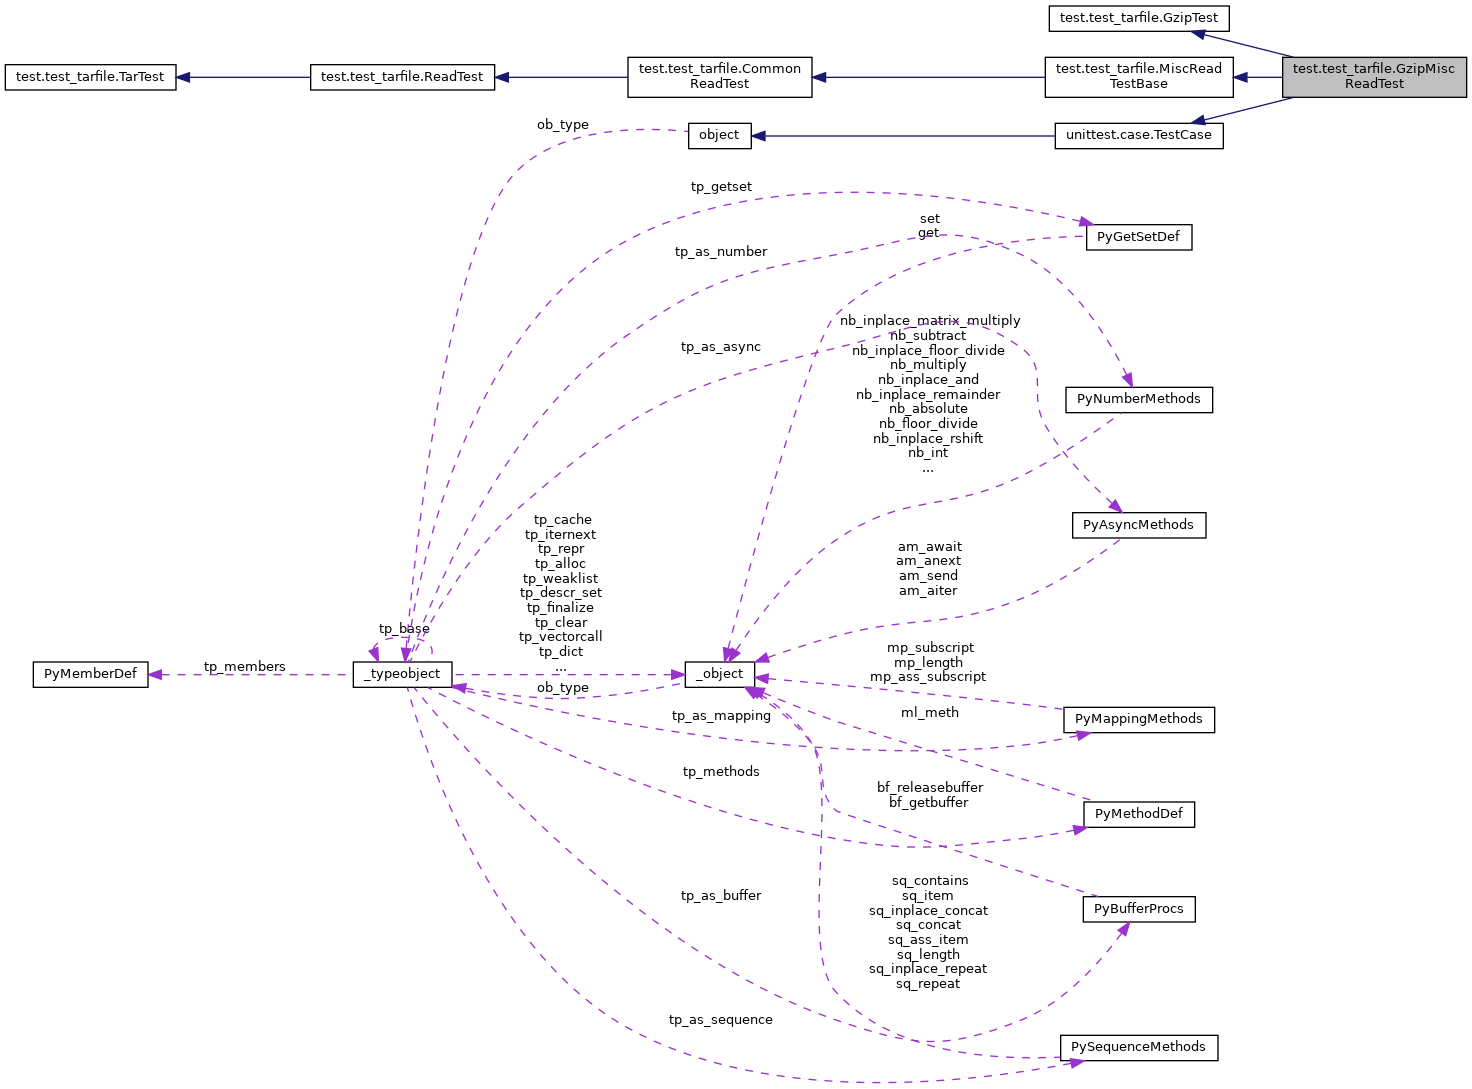 test.test_tarfile.GzipTest
test.test_tarfile.TarTest
test.test_tarfile.ReadTest
test.test_tarfile.Common
ReadTest
test.test_tarfile.MiscRead
TestBase
test.test_tarfile.GzipMisc
ReadTest
ob_type
object
unittest.case.TestCase
tp_getset
set
get
PyGetSetDef
tp_as_number
nb_inplace_matrix_multiply
nb_subtract
nb_inplace_floor_divide
nb_multiply
nb_inplace_and
nb_inplace_remainder
nb_absolute
nb_floor_divide
nb_inplace_rshift
nb_int
...
tp_as_async
PyNumberMethods
PyAsyncMethods
tp_cache
tp_iternext
tp_repr
tp_alloc
tp_weaklist
tp_descr_set
tp_finalize
tp_clear
tp_vectorcall
tp_dict
...
am_await
am_anext
am_send
am_aiter
tp_base
PyMemberDef
tp_members
_typeobject
ob_type
_object
mp_subscript
mp_length
mp_ass_subscript
tp_as_mapping
ml_meth
PyMappingMethods
tp_methods
bf_releasebuffer
bf_getbuffer
PyMethodDef
tp_as_buffer
sq_contains
sq_item
sq_inplace_concat
sq_concat
sq_ass_item
sq_length
sq_inplace_repeat
sq_repeat
PyBufferProcs
tp_as_sequence
PySequenceMethods